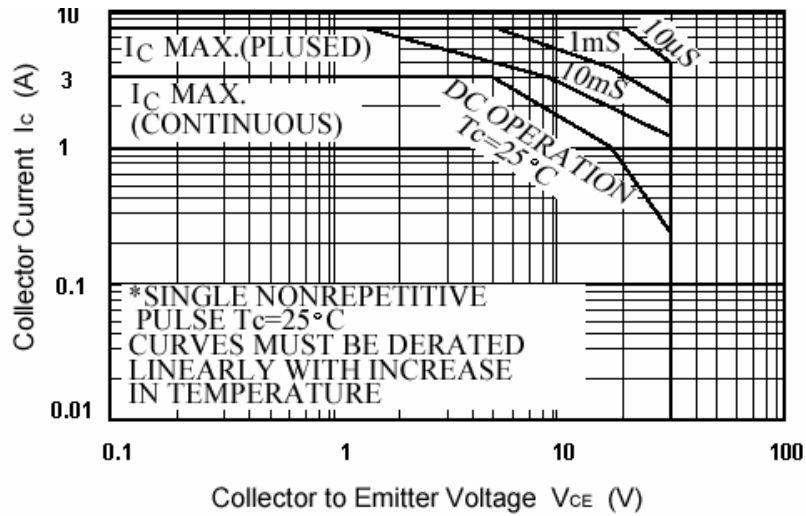 10
3
1
0.1
0.01
Collector Current Ic (A)
IC MAX.(PLUSED)
IC MAX.
(CONTINUOUS)
10µS
1mS
10mS
DC OPERATION
Tc=25°C
*SINGLE NONREPETITIVE
PULSE Tc=25°C
CURVES MUST BE DERATED
LINEARLY WITH INCREASE
IN TEMPERATURE
0.1
1
10
100
Collector to Emitter Voltage VCE (V)